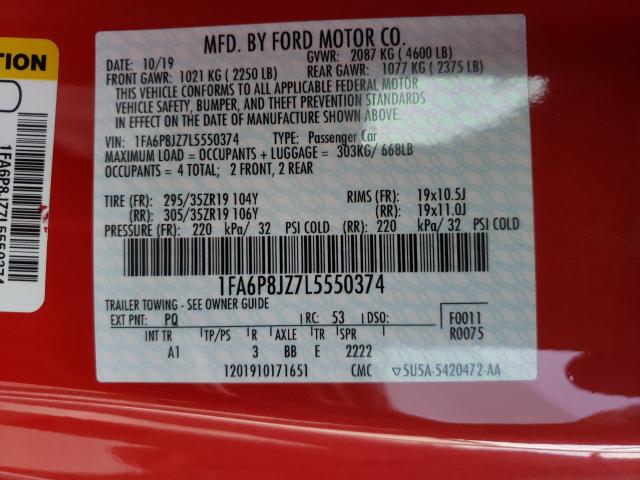 TION
1FA6P8JZ7L5550374
MFD. BY FORD MOTOR CO.
DATE: 10/19 GVWR: 2087 KG ( 4600 LB)
FRONT GAWR: 1021 KG ( 2250 LB) REAR GAWR: 1077 KG ( 2375 LB)
THIS VEHICLE CONFORMS TO ALL APPLICABLE FEDERAL MOTOR
VEHICLE SAFETY, BUMPER, AND THEFT PREVENTION STANDARDS
IN EFFECT ON THE DATE OF MANUFACTURE SHOWN ABOVE.
VIN: 1FA6P8JZ7L5550374 TYPE: Passenger Car
MAXIMUM LOAD = OCCUPANTS + LUGGAGE = 303KG/ 668LB
OCCUPANTS = 4 TOTAL; 2 FRONT, 2 REAR
TIRE (FR): 295/35ZR19 104Y RIMS (FR): 19x10.5J
(RR): 305/35ZR19 106Y (RR): 19x11.0J
PRESSURE (FR): 220 kPa/ 32 PSI COLD (RR): 220 kPa/ 32 PSI COLD
1FA6P8JZ7L5550374
TRAILER TOWING - SEE OWNER GUIDE
EXT PNT: PQ RC: 53 DSO: F0011
INT TR TP/PS R AXLE TR SPR R0075
A1 3 BB E 2222
1201910171651 CMC ▽5U5A-5420472-AA